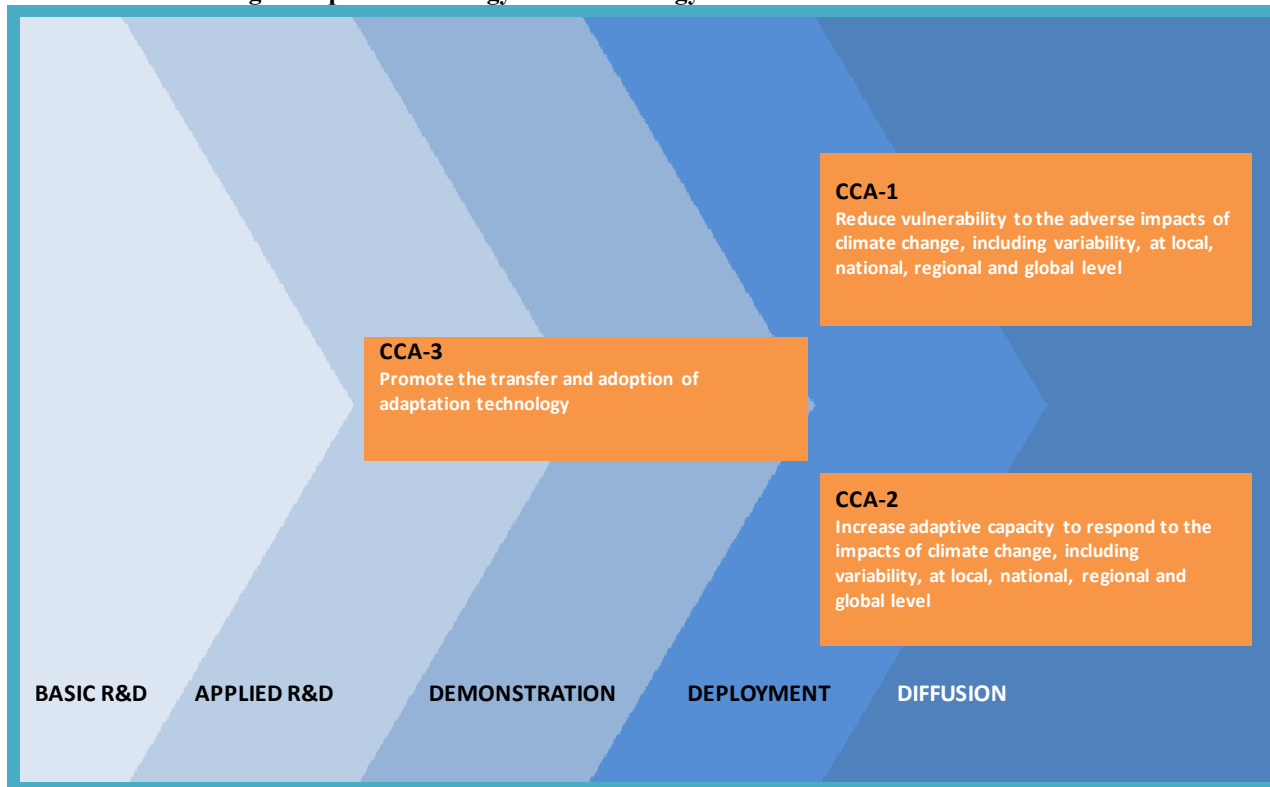 CCA-1
Reduce vulnerability to the adverse impacts of
climate change, including variability, at local,
national, regional and global level
CCA-3
Promote the transfer and adoption of
adaptation technology
CCA-2
Increase adaptive capacity to respond to the
impacts of climate change, including
variability, at local, national, regional and
global level
BASIC R&D APPLIED R&D DEMONSTRATION DEPLOYMENT DIFFUSION